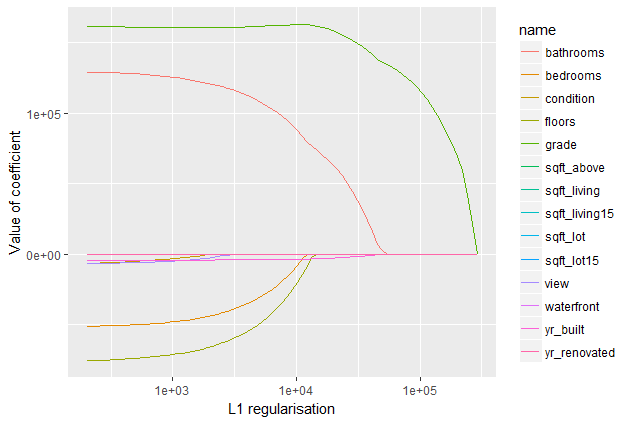 name
bathrooms
bedrooms
condition
floors
grade
sqft_above
sqft_living
sqft_living15
sqft_lot
sqft_lot15
view
waterfront
yr_built
yr_renovated
Value of coefficient
1e+05
0e+00
1e+03
1e+04
1e+05
L1 regularisation